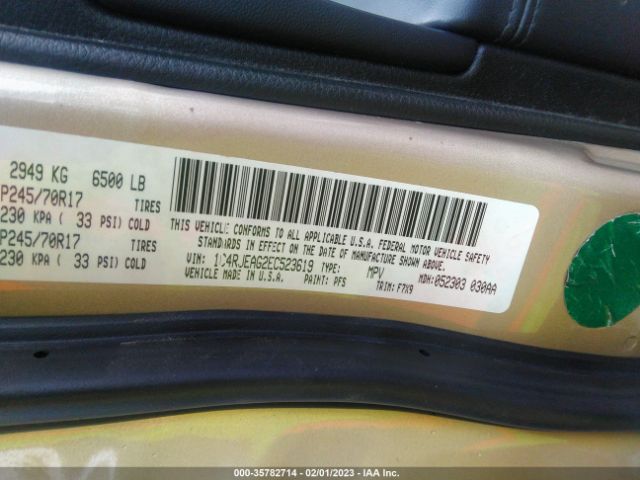 2949 KG 6500 LB
P245/70R17 TIRES
230 KPA ( 33 PSI) COLD
P245/70R17 TIRES
230 KPA ( 33 PSI) COLD
THIS VEHICLE CONFORMS TO ALL APPLICABLE U.S.A. FEDERAL MOTOR VEHICLE SAFETY
STANDARDS IN EFFECT ON THE DATE OF MANUFACTURE SHOWN ABOVE.
VIN: 1C4RJEAG2EC523619 TYPE: MPV MDH:052303 030AA
VEHICLE MADE IN U.S.A. PAINT: PFS TRIM: F7X9
000-35782714 - 02/01/2023 - IAA Inc.